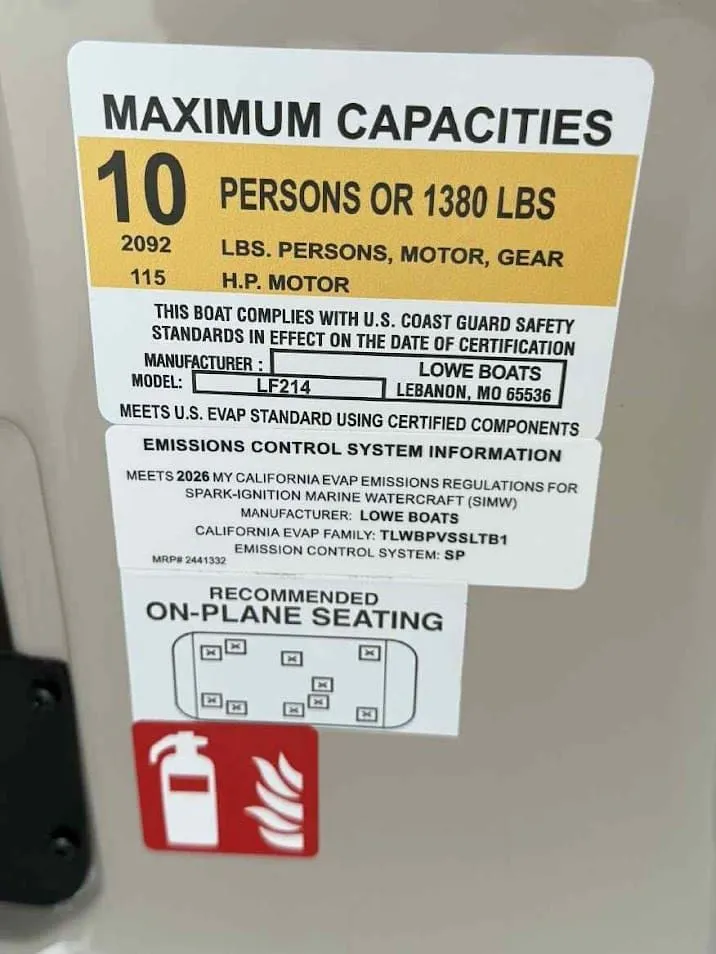 MAXIMUM CAPACITIES
10 PERSONS OR 1380 LBS
2092 LBS. PERSONS, MOTOR, GEAR
115 H.P. MOTOR
THIS BOAT COMPLIES WITH U.S. COAST GUARD SAFETY
STANDARDS IN EFFECT ON THE DATE OF CERTIFICATION
MANUFACTURER : LOWE BOATS
MODEL: LF214 LEBANON, MO 65536
MEETS U.S. EVAP STANDARD USING CERTIFIED COMPONENTS
EMISSIONS CONTROL SYSTEM INFORMATION
MEETS 2026 MY CALIFORNIA EVAP EMISSIONS REGULATIONS FOR
SPARK-IGNITION MARINE WATERCRAFT (SIMW)
MANUFACTURER: LOWE BOATS
CALIFORNIA EVAP FAMILY: TLWBPVSSLTB1
EMISSION CONTROL SYSTEM: SP
MRP# 2441332
RECOMMENDED
ON-PLANE SEATING